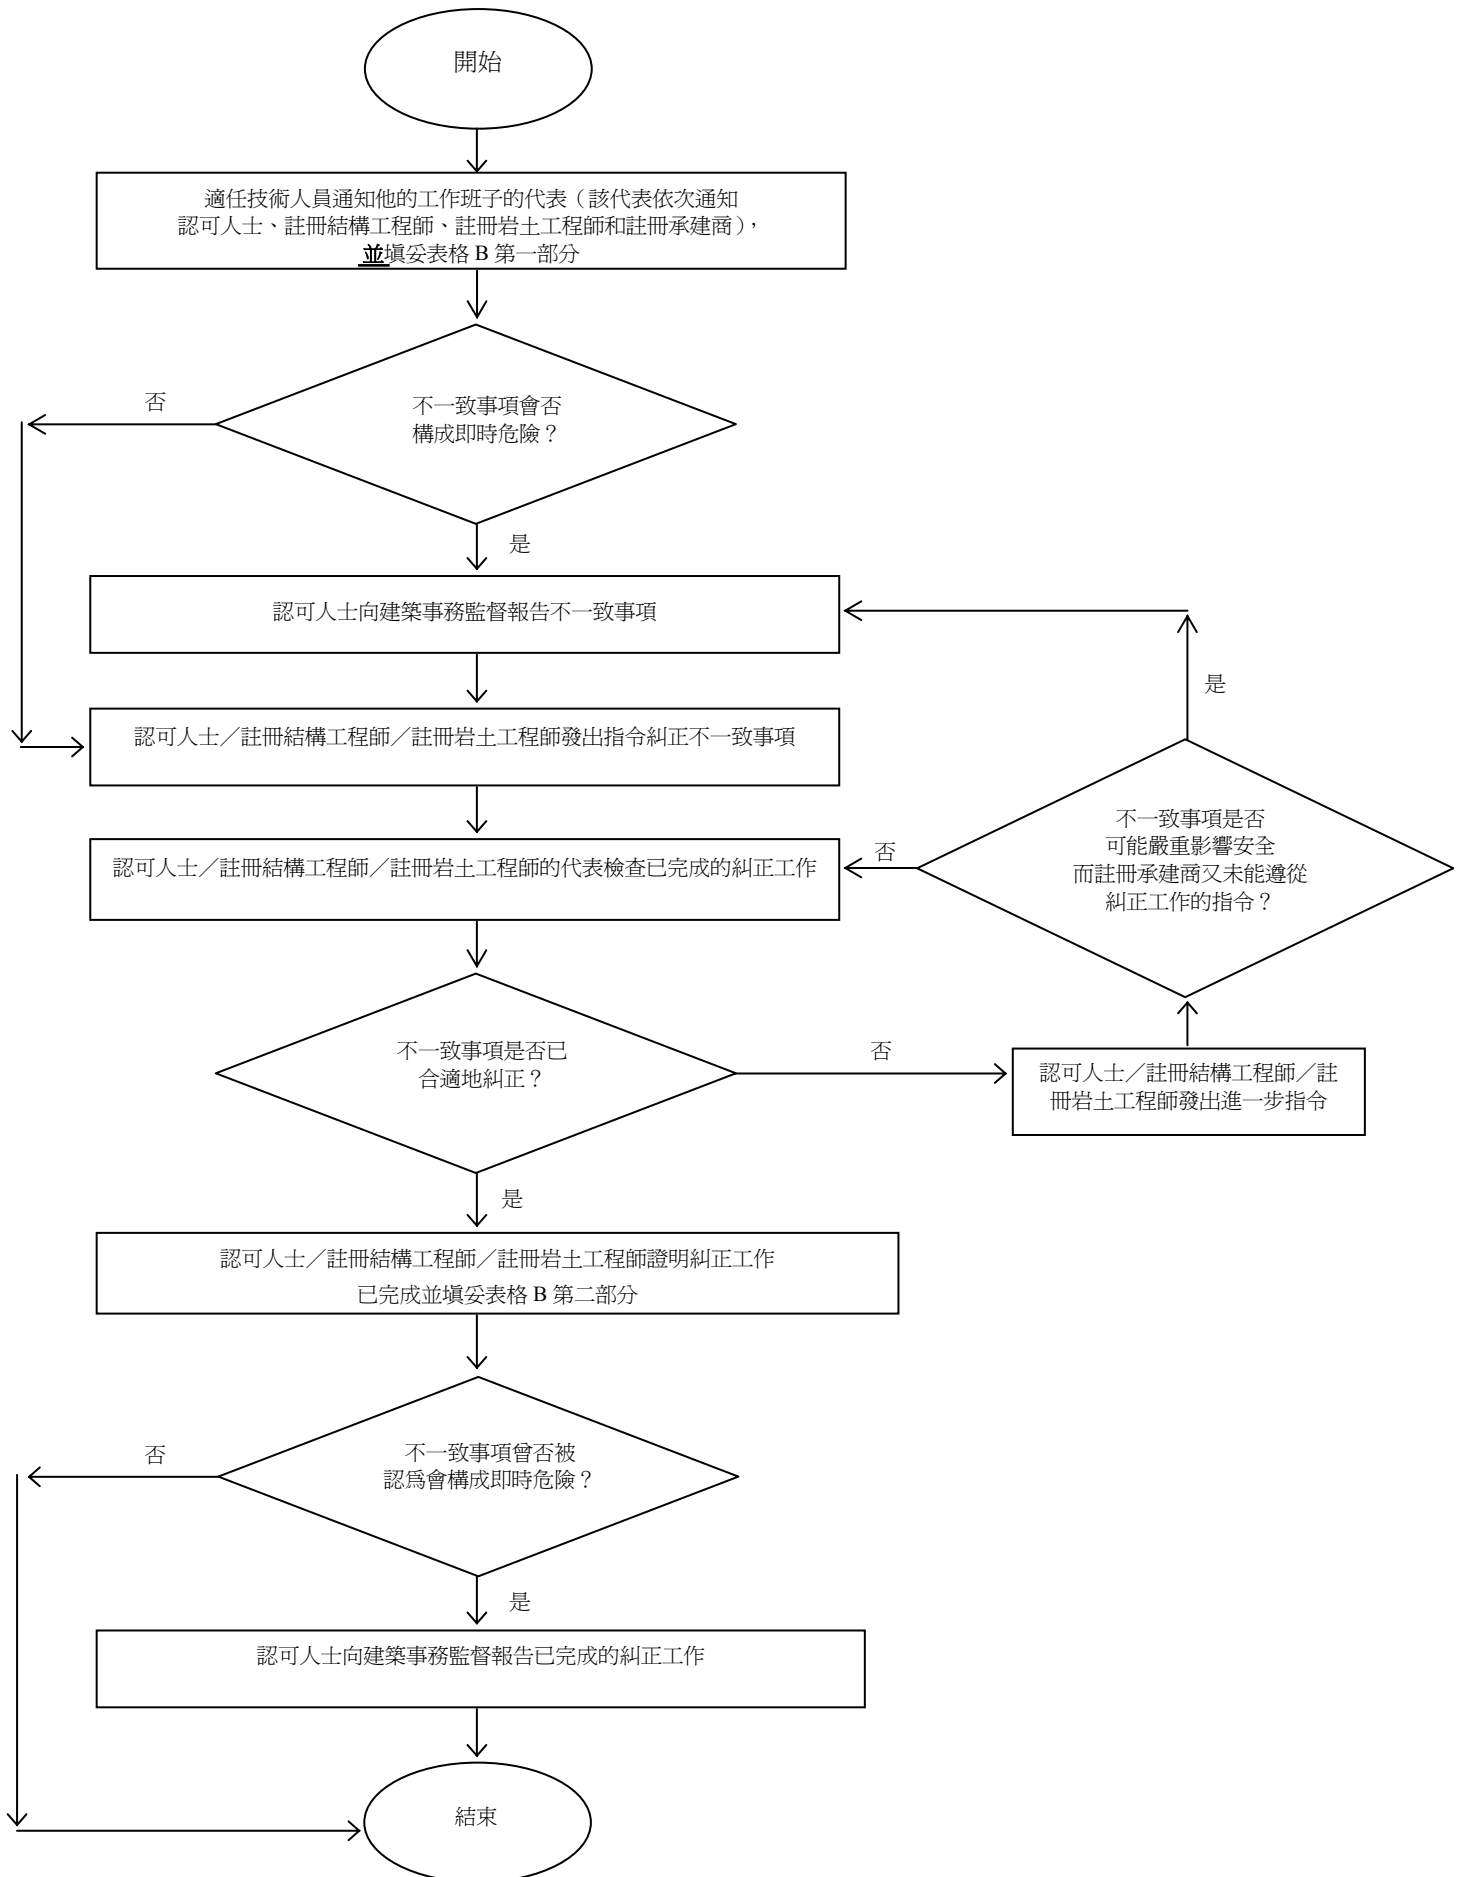 開始
適任技術人員通知他的工作班子的代表（該代表依次通知
認可人士、註冊結構工程師、註冊岩土工程師和註冊承建商），
並塡妥表格 B 第一部分
否
不一致事項會否
構成即時危險？
是
認可人士向建築事務監督報告不一致事項
是
認可人士／註冊結構工程師／註冊岩土工程師發出指令糾正不一致事項
不一致事項是否
可能嚴重影響安全
而註冊承建商又未能遵從
糾正工作的指令？
否
認可人士／註冊結構工程師／註冊岩土工程師的代表檢查已完成的糾正工作
不一致事項是否已
合適地糾正？
否
認可人士／註冊結構工程師／註
冊岩土工程師發出進一步指令
是
認可人士／註冊結構工程師／註冊岩土工程師證明糾正工作
已完成並塡妥表格 B 第二部分
否
不一致事項曾否被
認爲會構成即時危險？
是
認可人士向建築事務監督報告已完成的糾正工作
結束